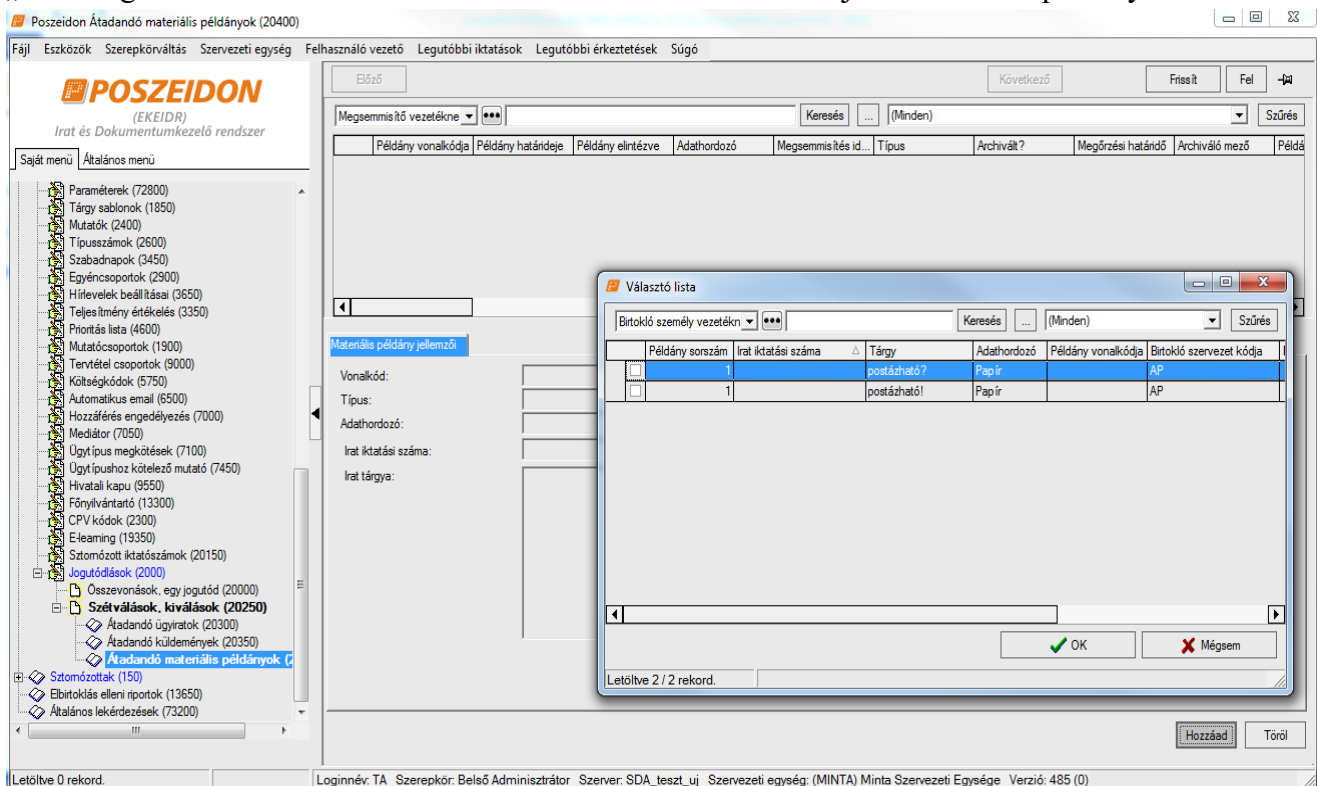 Poszeidon Átadandó materiális példányok (20400)
Fájl Eszközök Szerepkörváltás Szervezeti egység Felhasználó vezető Legutóbbi iktatások Legutóbbi érkeztetések Súgó
POSZEIDON
(EKEIDR)
Irat és Dokumentumkezelő rendszer
Saját menü Általános menü
Paraméterek (72800)
Tárgy sablonok (1850)
Mutatók (2400)
Típusszámok (2600)
Szabadnapok (3450)
Egyéncsoportok (2900)
Hírlevelek beállításai (3650)
Teljesítmény értékelés (3350)
Prioritás lista (4600)
Mutatócsoportok (1900)
Tervtétel csoportok (9000)
Költségkódok (5750)
Automatikus email (6500)
Hozzáférés engedélyezés (7000)
Mediátor (7050)
Ügytípus megkötések (7100)
Ügytípushoz kötelező mutató (7450)
Hivatali kapu (9550)
Főnyilvántartó (13300)
CPV kódok (2300)
E-learning (19350)
Sztornózott iktatószámok (20150)
Jogutódlások (2000)
Összevonások, egy jogutód (20000)
Szétválások, kiválások (20250)
Átadandó ügyiratok (20300)
Átadandó küldemények (20350)
Átadandó materiális példányok (2
Sztornózottak (150)
Elbirtoklás elleni riportok (13650)
Általános lekérdezések (73200)
Előző Következő Frissít Fel
Megsemmisítő vezetékne Keresés ... (Minden) Szűrés
Példány vonalkódja Példány határideje Példány elintézve Adathordozó Megsemmisítés id... Típus Archivált? Megőrzési határidő Archiváló mező Példá
Materiális példány jellemzői
Vonalkód:
Típus:
Adathordozó:
Irat iktatási száma:
Irat tárgya:
Választó lista
Birtokló személy vezetékn Keresés ... (Minden) Szűrés
Példány sorszám Irat iktatási száma Tárgy Adathordozó Példány vonalkódja Birtokló szervezet kódja
1 postázható? Papír AP
1 postázható! Papír AP
OK Mégsem
Letöltve 2 / 2 rekord.
Hozzáad Töröl
Letöltve 0 rekord. Loginnév: TA Szerepkör: Belső Adminisztrátor Szerver: SDA_teszt_uj Szervezeti egység: (MINTA) Minta Szervezeti Egysége Verzió: 485 (0)